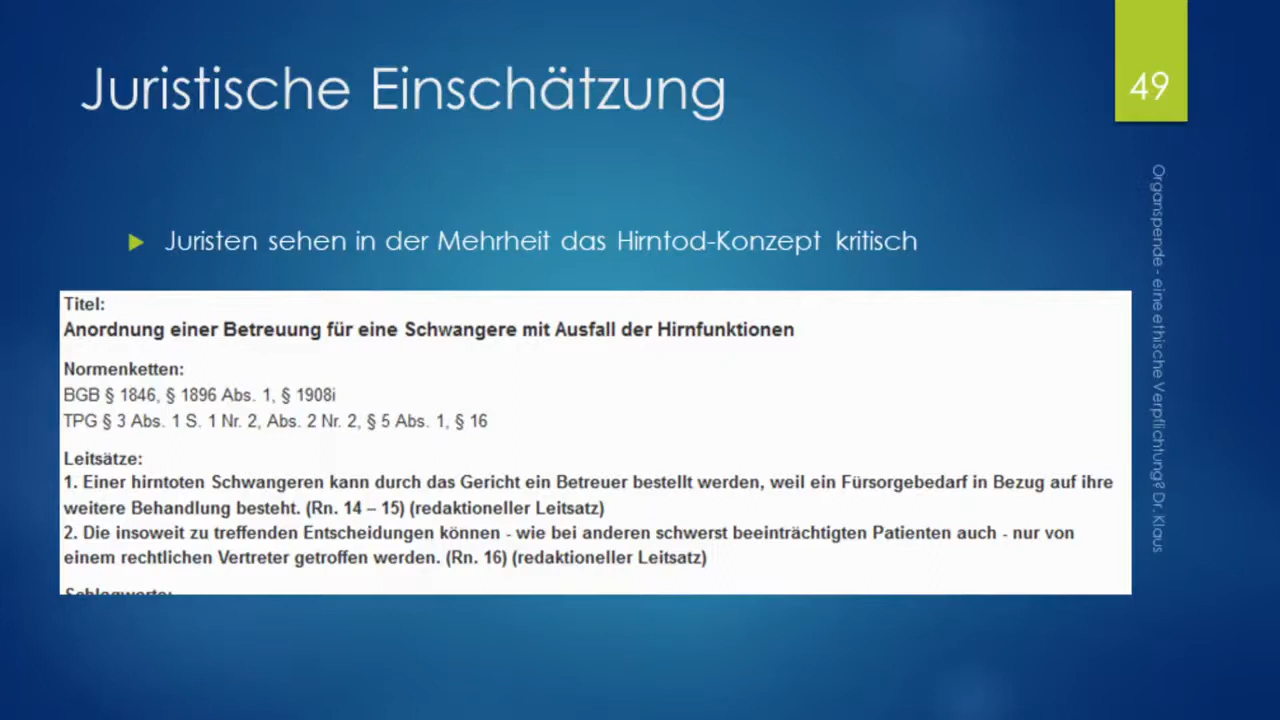 Juristische Einschätzung
49
Juristen sehen in der Mehrheit das Hirntod-Konzept kritisch
Titel:
Anordnung einer Betreuung für eine Schwangere mit Ausfall der Hirnfunktionen
Normenketten:
BGB § 1846, § 1896 Abs. 1, § 1908i
TPG § 3 Abs. 1 S. 1 Nr. 2, Abs. 2 Nr. 2, § 5 Abs. 1, § 16
Leitsätze:
1. Einer hirntoten Schwangeren kann durch das Gericht ein Betreuer bestellt werden, weil ein Fürsorgebedarf in Bezug auf ihre
weitere Behandlung besteht. (Rn. 14 – 15) (redaktioneller Leitsatz)
2. Die insoweit zu treffenden Entscheidungen können - wie bei anderen schwerst beeinträchtigten Patienten auch - nur von
einem rechtlichen Vertreter getroffen werden. (Rn. 16) (redaktioneller Leitsatz)
Schlagworte:
Organspende - eine ethische Verpflichtung? Dr. Klaus